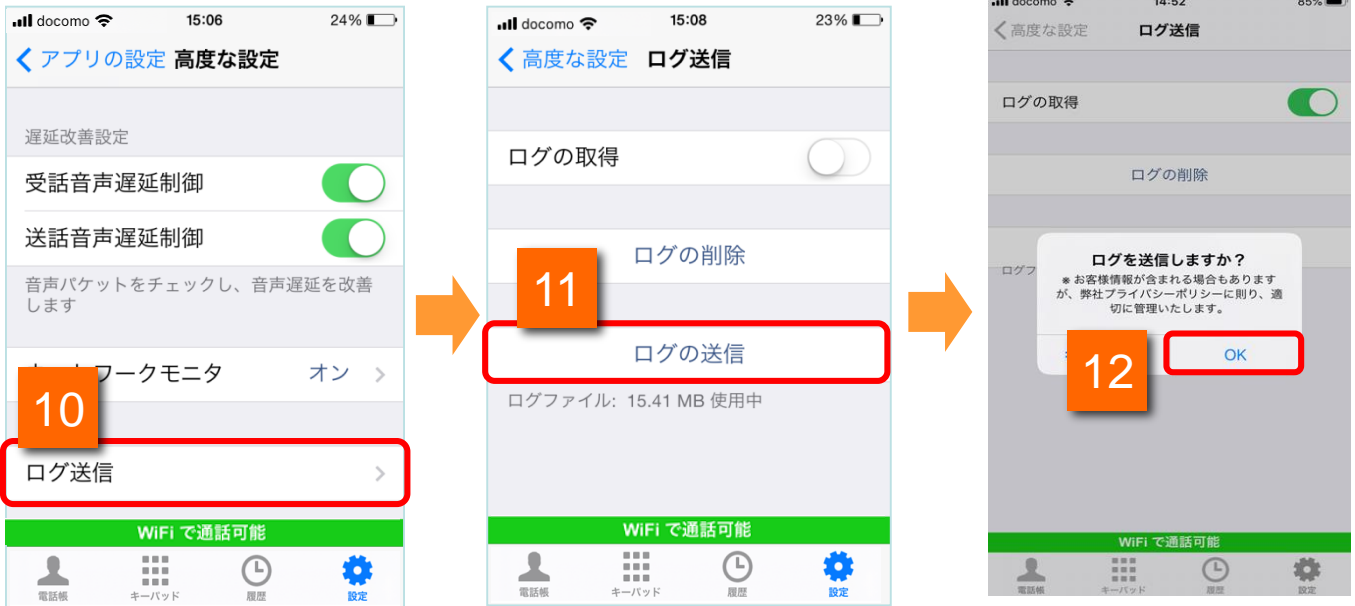 docomo 15:06 24%
アプリの設定 高度な設定
遅延改善設定
受話音声遅延制御
送話音声遅延制御
音声パケットをチェックし、音声遅延を改善
します
ワークモニタ オン
10
ログ送信
WiFi で通話可能
電話帳 キーパッド 履歴 設定
docomo 15:08 23%
高度な設定 ログ送信
ログの取得
ログの削除
11
ログの送信
ログファイル: 15.41 MB 使用中
WiFi で通話可能
電話帳 キーパッド 履歴 設定
docomo 14:52 85%
高度な設定 ログ送信
ログの取得
ログの削除
ログフ
ログを送信しますか？
※お客様情報が含まれる場合もあります
が、弊社プライバシーポリシーに則り、適
切に管理いたします。
12
OK
WiFi で通話可能
電話帳 キーパッド 履歴 設定